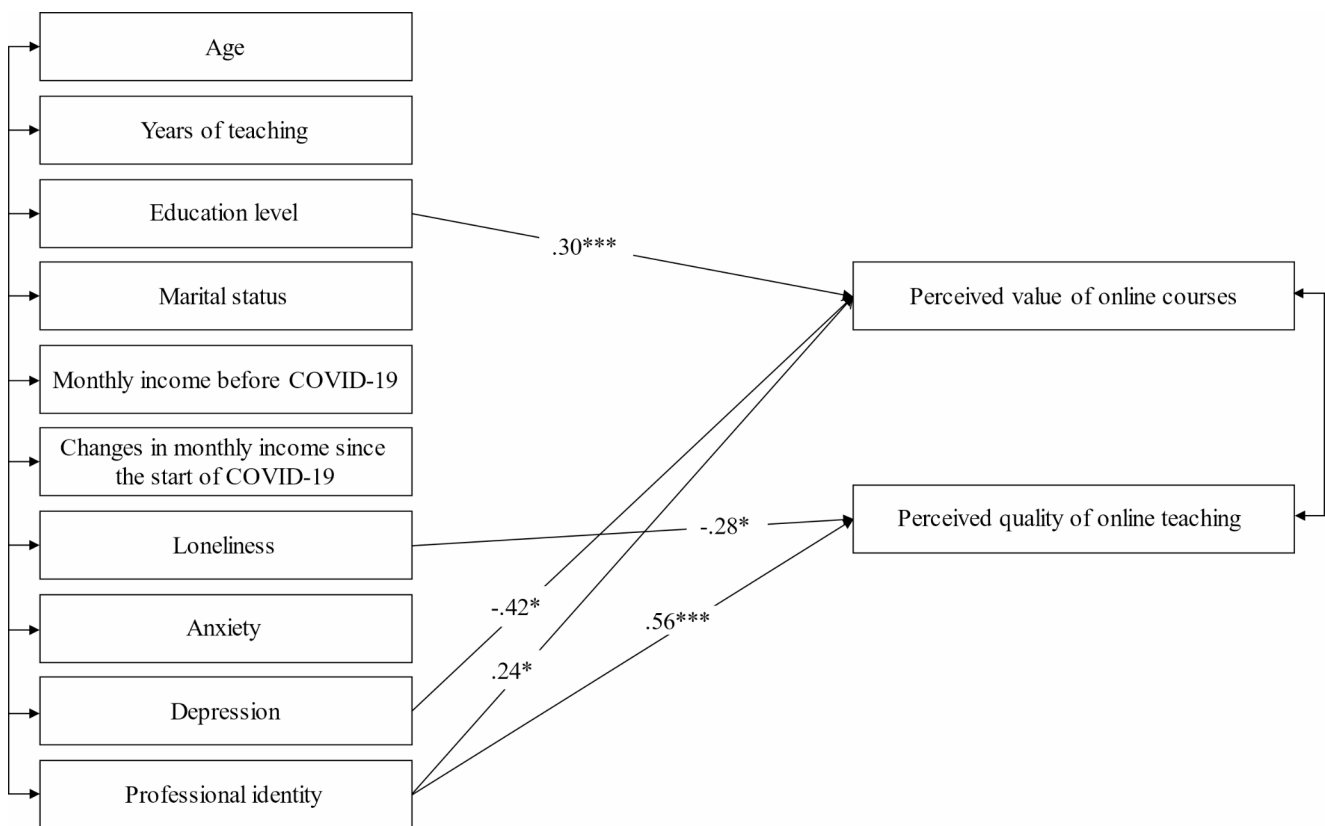 Age
Years of teaching
Education level
.30***
Marital status
Perceived value of online courses
Monthly income before COVID-19
Changes in monthly income since
the start of COVID-19
Perceived quality of online teaching
-.28*
Loneliness
-.42*
.56***
Anxiety
.24*
Depression
Professional identity